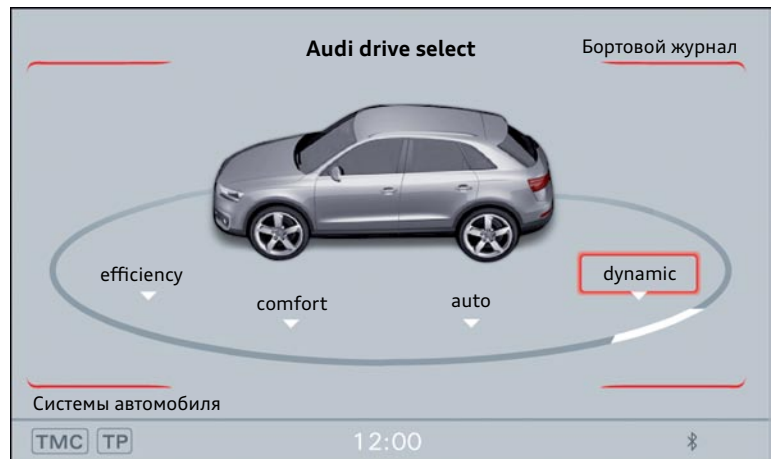 Audi drive select
Бортовой журнал
efficiency
comfort
auto
dynamic
Системы автомобиля
TMC TP
12:00